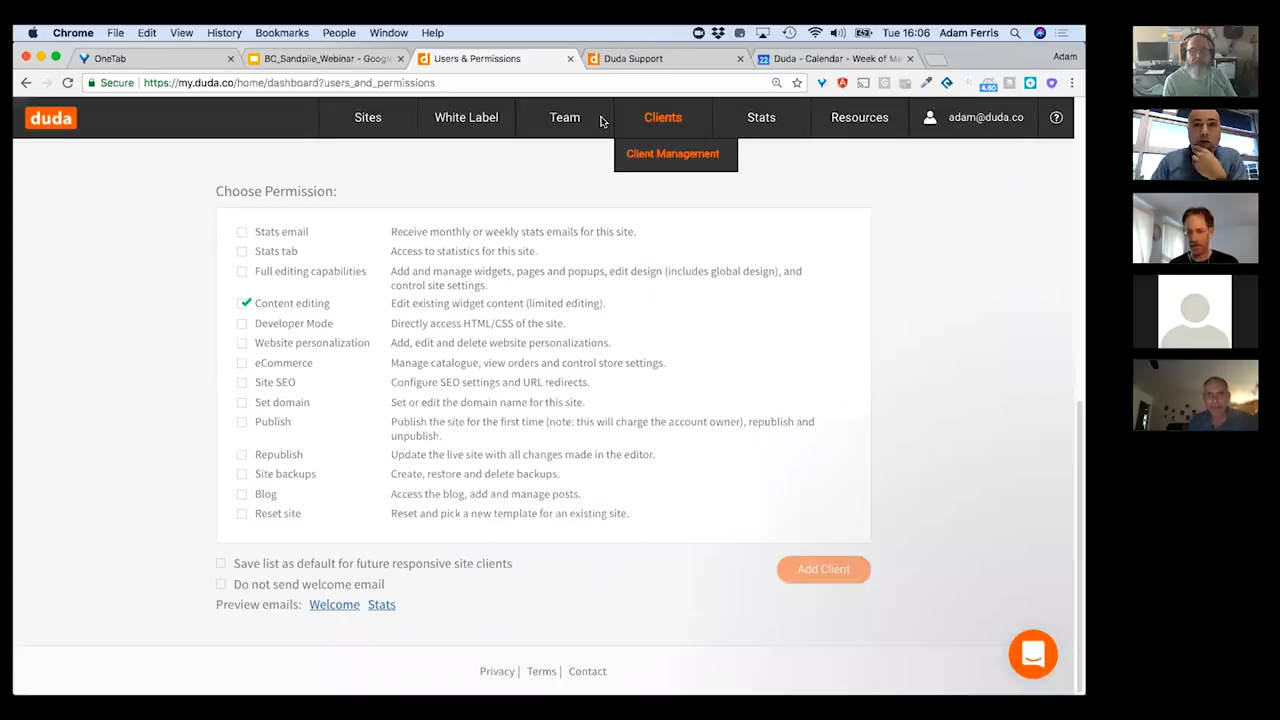 Chrome File Edit View History Bookmarks People Window Help Tue 16:06 Adam Ferris
OneTab BC_Sandpile_Webinar - Google Users & Permissions Duda Support 22 Duda - Calendar - Week of Ma Adam
Secure https://my.duda.co/home/dashboard?users_and_permissions 4.60
duda Sites White Label Team Clients Stats Resources adam@duda.co ?
Client Management
Choose Permission:
Stats email Receive monthly or weekly stats emails for this site.
Stats tab Access to statistics for this site.
Full editing capabilities Add and manage widgets, pages and popups, edit design (includes global design), and
control site settings.
Content editing Edit existing widget content (limited editing).
Developer Mode Directly access HTML/CSS of the site.
Website personalization Add, edit and delete website personalizations.
eCommerce Manage catalogue, view orders and control store settings.
Site SEO Configure SEO settings and URL redirects.
Set domain Set or edit the domain name for this site.
Publish Publish the site for the first time (note: this will charge the account owner), republish and
unpublish.
Republish Update the live site with all changes made in the editor.
Site backups Create, restore and delete backups.
Blog Access the blog, add and manage posts.
Reset site Reset and pick a new template for an existing site.
Save list as default for future responsive site clients
Add Client
Do not send welcome email
Preview emails: Welcome Stats
Privacy | Terms | Contact